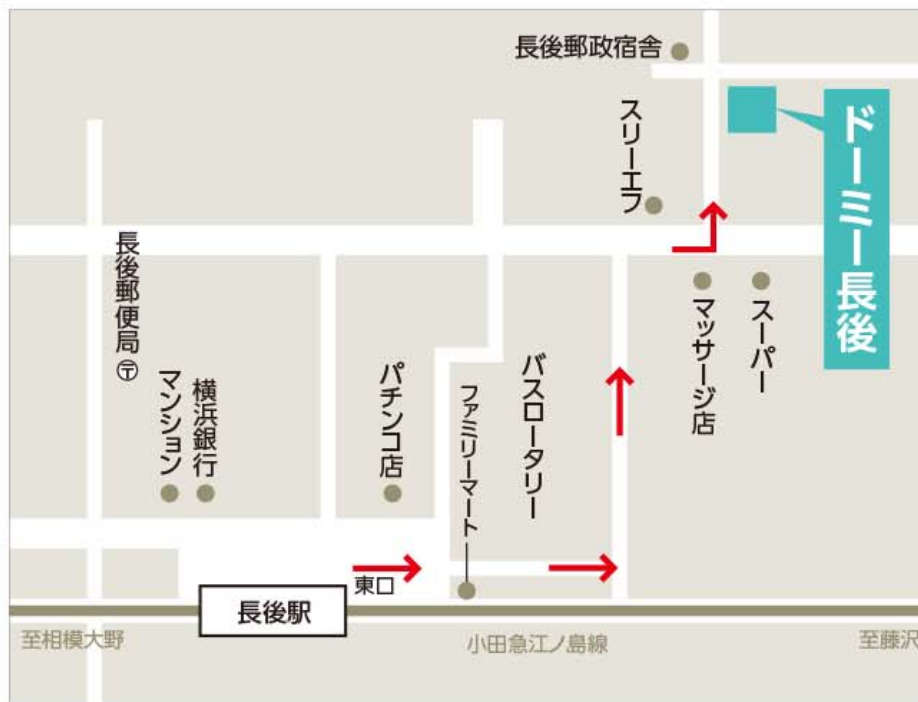 長後郵政宿舎
スリーエフ
ドーミー長後
長後郵便局〒
マンション
横浜銀行
パチンコ店
ファミリーマート
バスロータリー
マッサージ店
スーパー
東口
長後駅
至相模大野
小田急江ノ島線
至藤沢